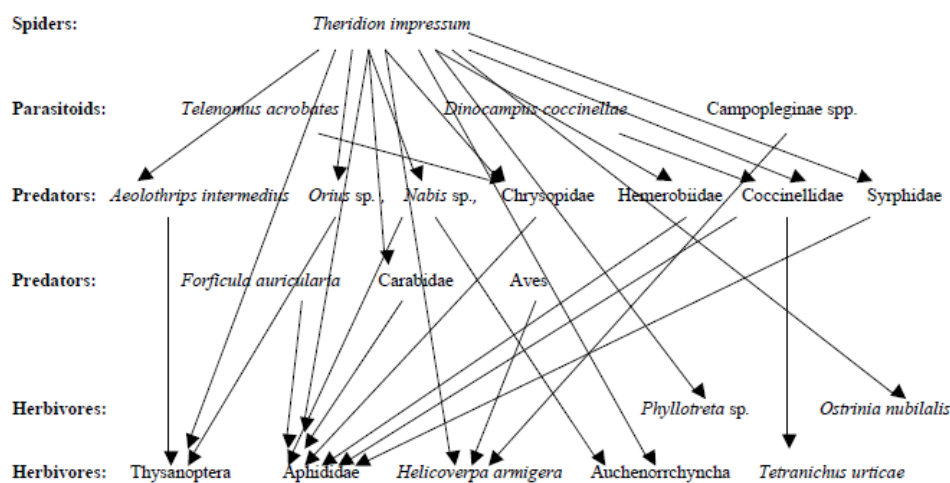 Spiders: Theridion impressum
Parasitoids: Telenomus acrobates Dinocampus coccinellae Campopleginae spp.
Predators: Aeolothrips intermedius Orius sp., Nabis sp., Chrysopidae Hemerobiidae Coccinellidae Syrphidae
Predators: Forficula auricularia Carabidae Aves
Herbivores: Phyllotreta sp. Ostrinia nubilalis
Herbivores: Thysanoptera Aphididae Helicoverpa armigera Auchenorrchyncha Tetranichus urticae